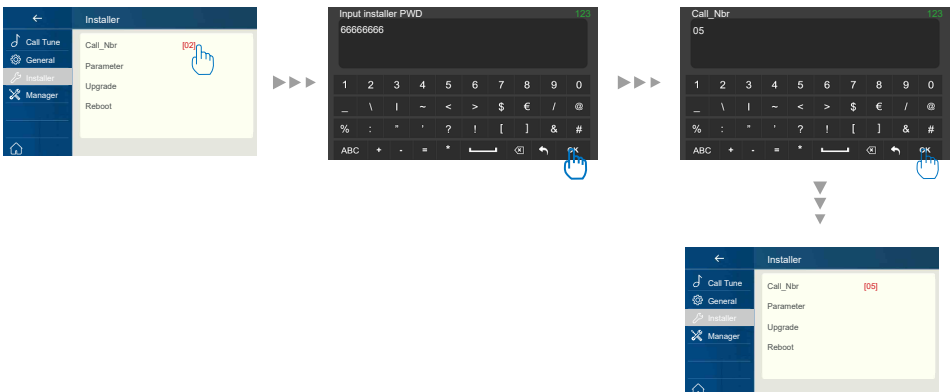 Installer
Call Tune
General
Installer
Manager
Call_Nbr [02]
Parameter
Upgrade
Reboot
Input installer PWD 123
66666666
1 2 3 4 5 6 7 8 9 0
_ \ | ~ < > $ € / @
% : " ' ? ! [ ] & #
ABC + - = * OK
Call_Nbr 123
05
1 2 3 4 5 6 7 8 9 0
_ \ | ~ < > $ € / @
% : " ' ? ! [ ] & #
ABC + - = * OK
Installer
Call Tune
General
Installer
Manager
Call_Nbr [05]
Parameter
Upgrade
Reboot